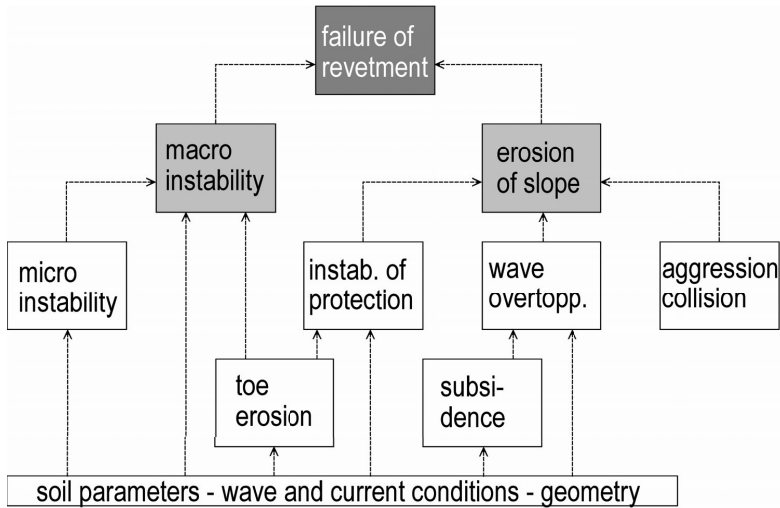 failure of
revetment
macro
instability
erosion
of slope
micro
instability
instab. of
protection
wave
overtopp.
aggression
collision
toe
erosion
subsi-
dence
soil parameters - wave and current conditions - geometry